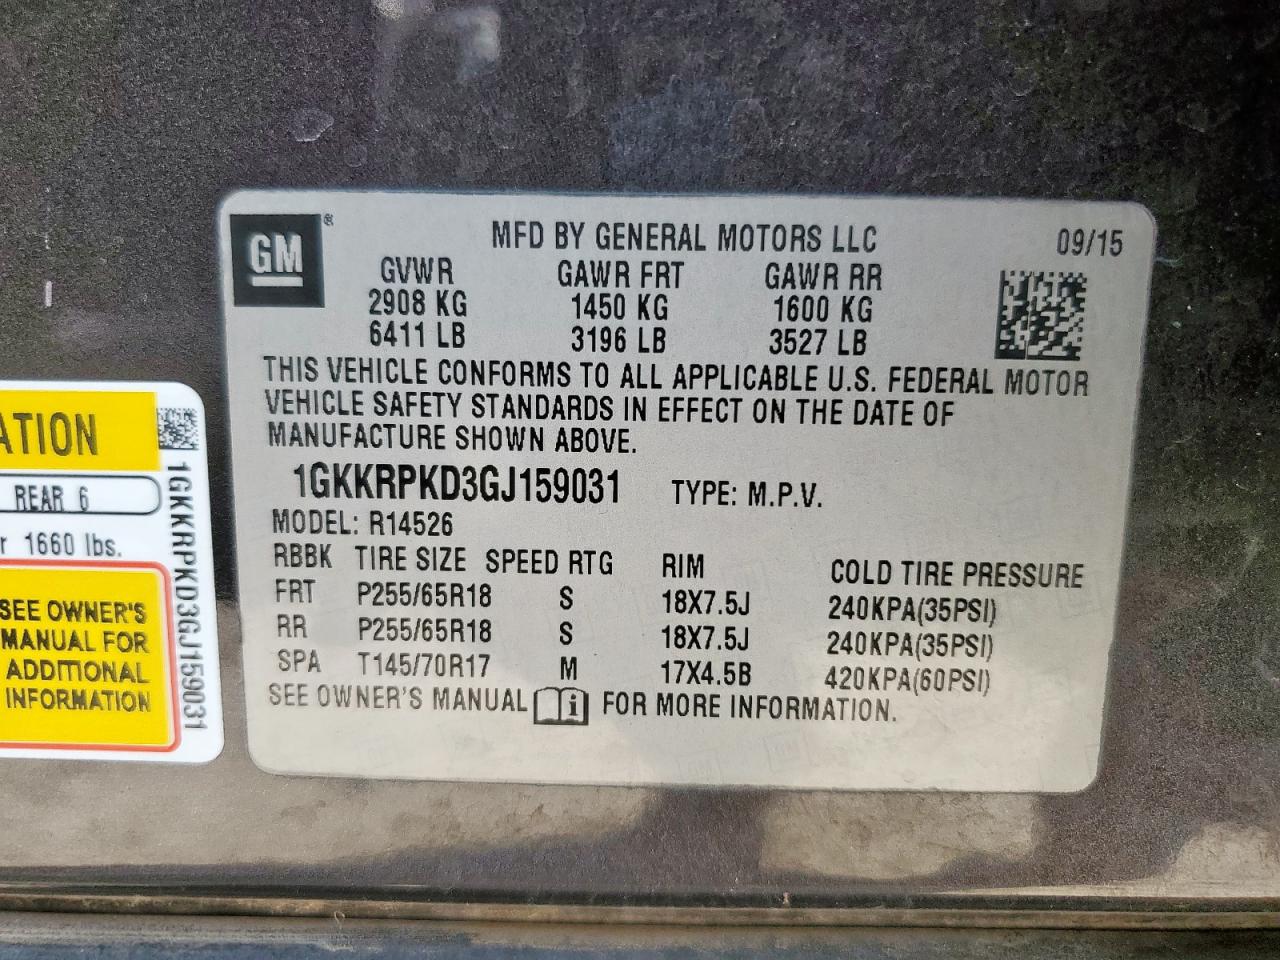 GM ®
MFD BY GENERAL MOTORS LLC 09/15
GVWR GAWR FRT GAWR RR
2908 KG 1450 KG 1600 KG
6411 LB 3196 LB 3527 LB
THIS VEHICLE CONFORMS TO ALL APPLICABLE U.S. FEDERAL MOTOR
VEHICLE SAFETY STANDARDS IN EFFECT ON THE DATE OF
MANUFACTURE SHOWN ABOVE.
1GKKRPKD3GJ159031 TYPE: M.P.V.
MODEL: R14526
RBBK TIRE SIZE SPEED RTG RIM COLD TIRE PRESSURE
FRT P255/65R18 S 18X7.5J 240KPA(35PSI)
RR P255/65R18 S 18X7.5J 240KPA(35PSI)
SPA T145/70R17 M 17X4.5B 420KPA(60PSI)
SEE OWNER'S MANUAL i FOR MORE INFORMATION.
ATION
REAR 6
r 1660 lbs.
SEE OWNER'S
MANUAL FOR
ADDITIONAL
INFORMATION
1GKKRPKD3GJ159031